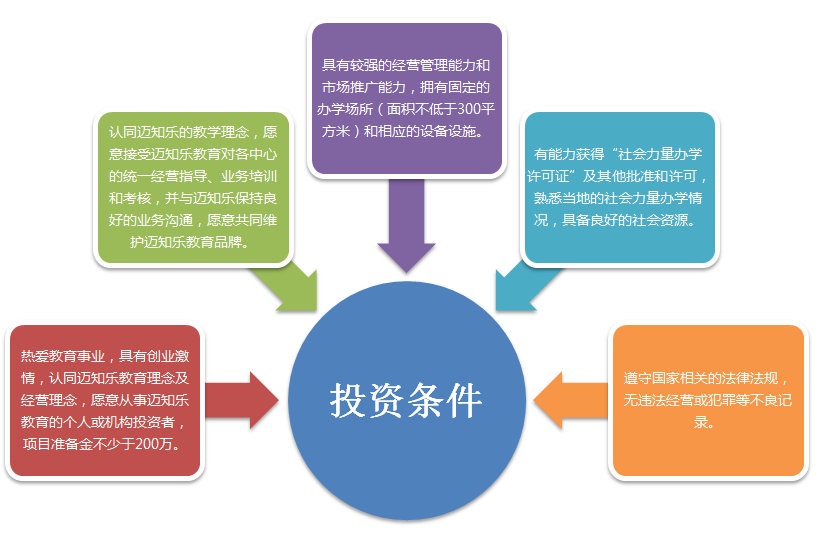 具有较强的经营管理能力和
市场推广能力，拥有固定的
办学场所（面积不低于300平
方米）和相应的设备设施。
认同迈知乐的教学理念，愿
意接受迈知乐教育对各中心
的统一经营指导、业务培训
和考核，并与迈知乐保持良
好的业务沟通，愿意共同维
护迈知乐教育品牌。
有能力获得“社会力量办学
许可证”及其他批准和许可，
熟悉当地的社会力量办学情
况，具备良好的社会资源。
热爱教育事业，具有创业激
情，认同迈知乐教育理念及
经营理念，愿意从事迈知乐
教育的个人或机构投资者，
项目准备金不少于200万。
投资条件
遵守国家相关的法律法规，
无违法经营或犯罪等不良记
录。